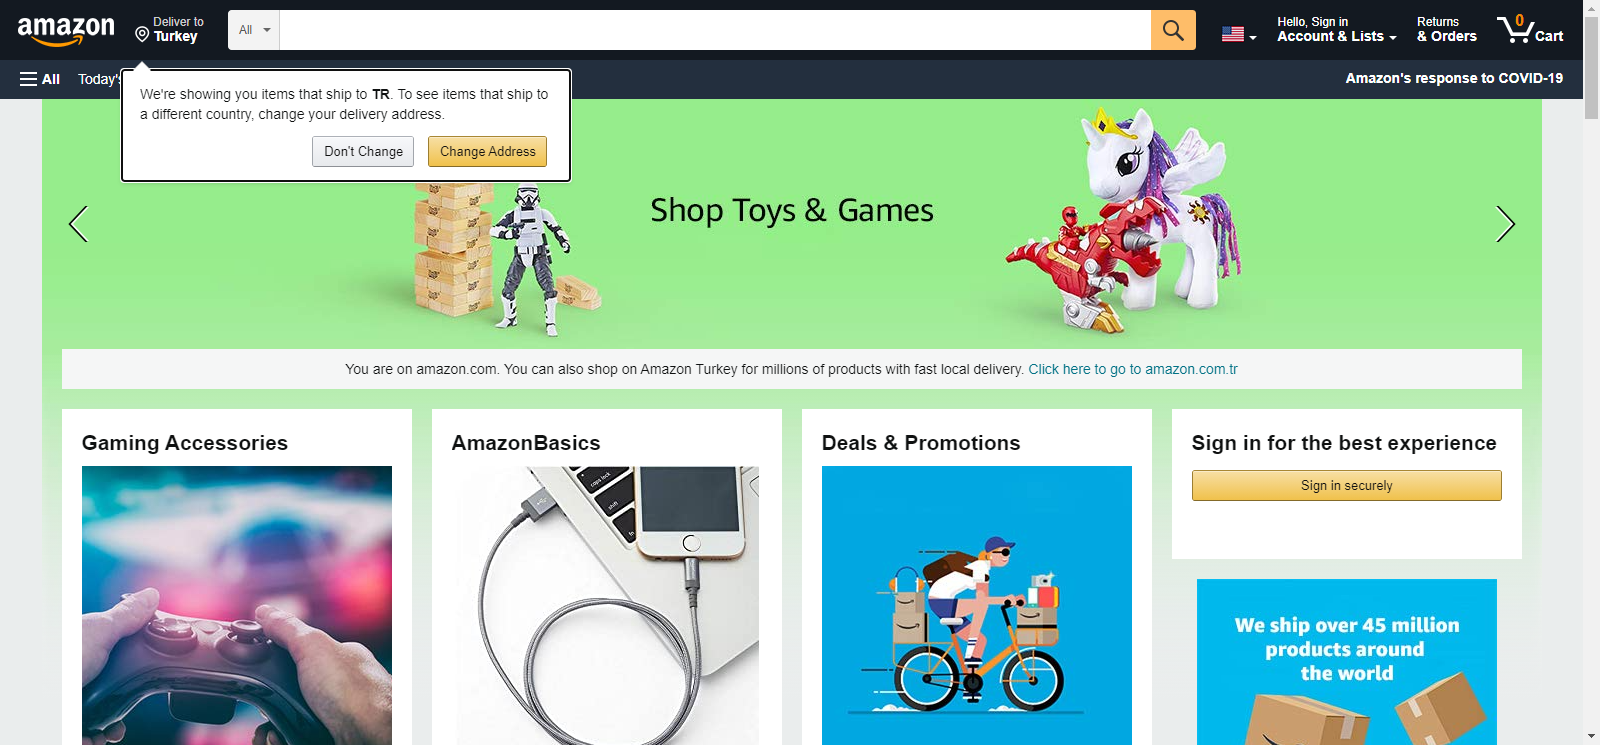 amazon
Deliver to
Turkey
All
Hello, Sign in
Account & Lists
Returns
& Orders
0
Cart
All
Today's
Amazon's response to COVID-19
We're showing you items that ship to TR. To see items that ship to
a different country, change your delivery address.
Don't Change
Change Address
Shop Toys & Games
You are on amazon.com. You can also shop on Amazon Turkey for millions of products with fast local delivery. Click here to go to amazon.com.tr
Gaming Accessories
AmazonBasics
Deals & Promotions
Sign in for the best experience
Sign in securely
caps lock
shift
fn
We ship over 45 million
products around
the world